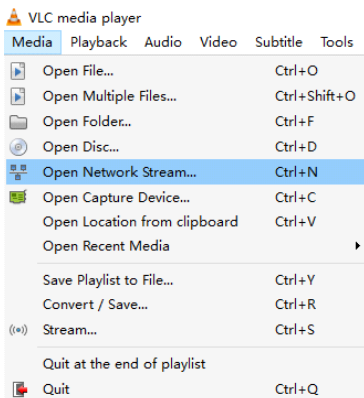 VLC media player
Media Playback Audio Video Subtitle Tools
Open File... Ctrl+O
Open Multiple Files... Ctrl+Shift+O
Open Folder... Ctrl+F
Open Disc... Ctrl+D
Open Network Stream... Ctrl+N
Open Capture Device... Ctrl+C
Open Location from clipboard Ctrl+V
Open Recent Media
Save Playlist to File... Ctrl+Y
Convert / Save... Ctrl+R
Stream... Ctrl+S
Quit at the end of playlist
Quit Ctrl+Q